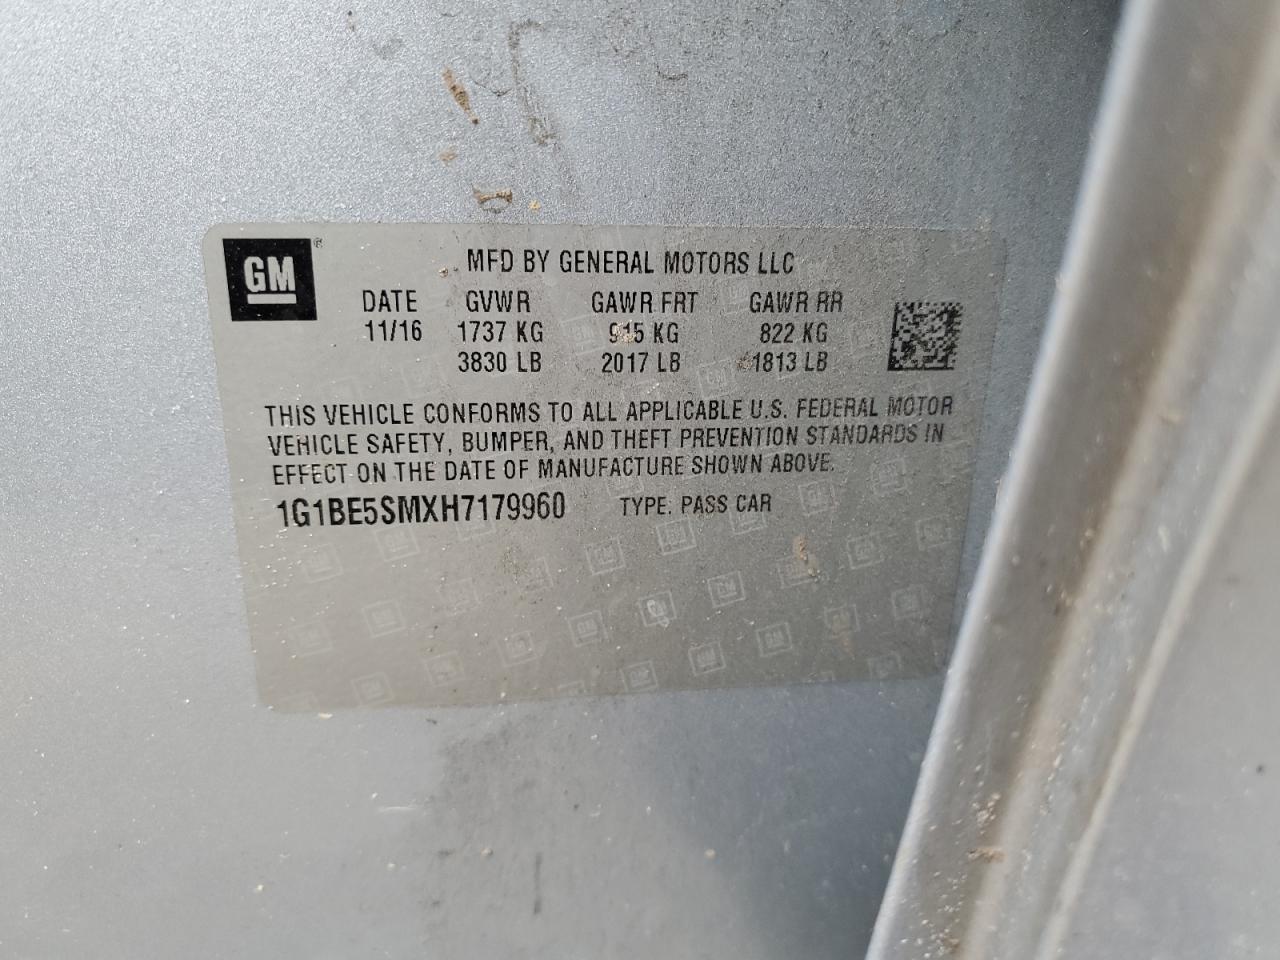 GM ®
MFD BY GENERAL MOTORS LLC
DATE GVWR GAWR FRT GAWR RR
11/16 1737 KG 915 KG 822 KG
3830 LB 2017 LB 1813 LB
THIS VEHICLE CONFORMS TO ALL APPLICABLE U.S. FEDERAL MOTOR
VEHICLE SAFETY, BUMPER, AND THEFT PREVENTION STANDARDS IN
EFFECT ON THE DATE OF MANUFACTURE SHOWN ABOVE.
1G1BE5SMXH7179960 TYPE: PASS CAR